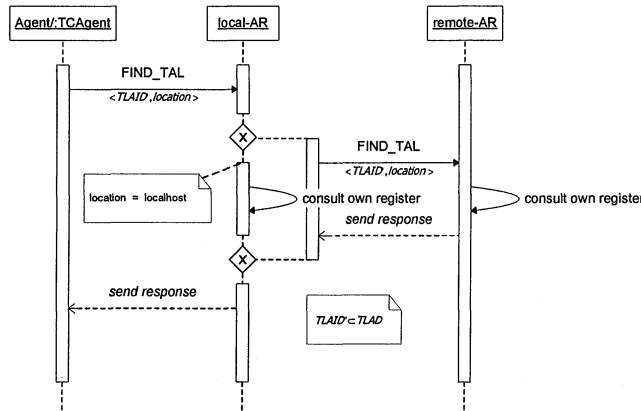 Agent/:TCAgent
local-AR
remote-AR
FIND_TAL
<TLAID',location>
X
FIND_TAL
<TLAID',location>
location = localhost
consult own register
consult own register
send response
X
send response
TLAID'⊂TLAD